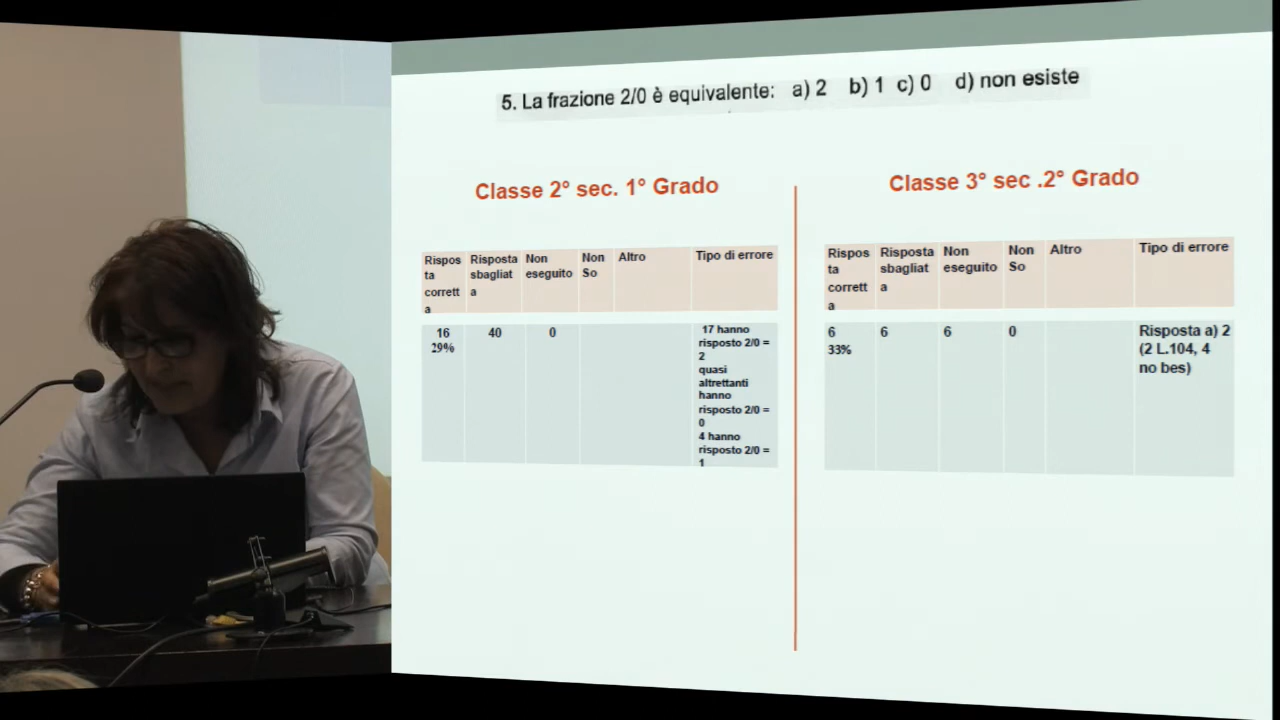 5. La frazione 2/0 è equivalente: a) 2 b) 1 c) 0 d) non esiste
Classe 2° sec. 1° Grado
Rispos
ta
corrett
a
Risposta
sbagliat
a
Non
eseguito
Non
So
Altro
Tipo di errore
16
29%
40
0
17 hanno
risposto 2/0 =
2
quasi
altrettanti
hanno
risposto 2/0 =
0
4 hanno
risposto 2/0 =
1
Classe 3° sec .2° Grado
Rispos
ta
corrett
a
Risposta
sbagliat
a
Non
eseguito
Non
So
Altro
Tipo di errore
6
33%
6
6
0
Risposta a) 2
(2 L.104, 4
no bes)